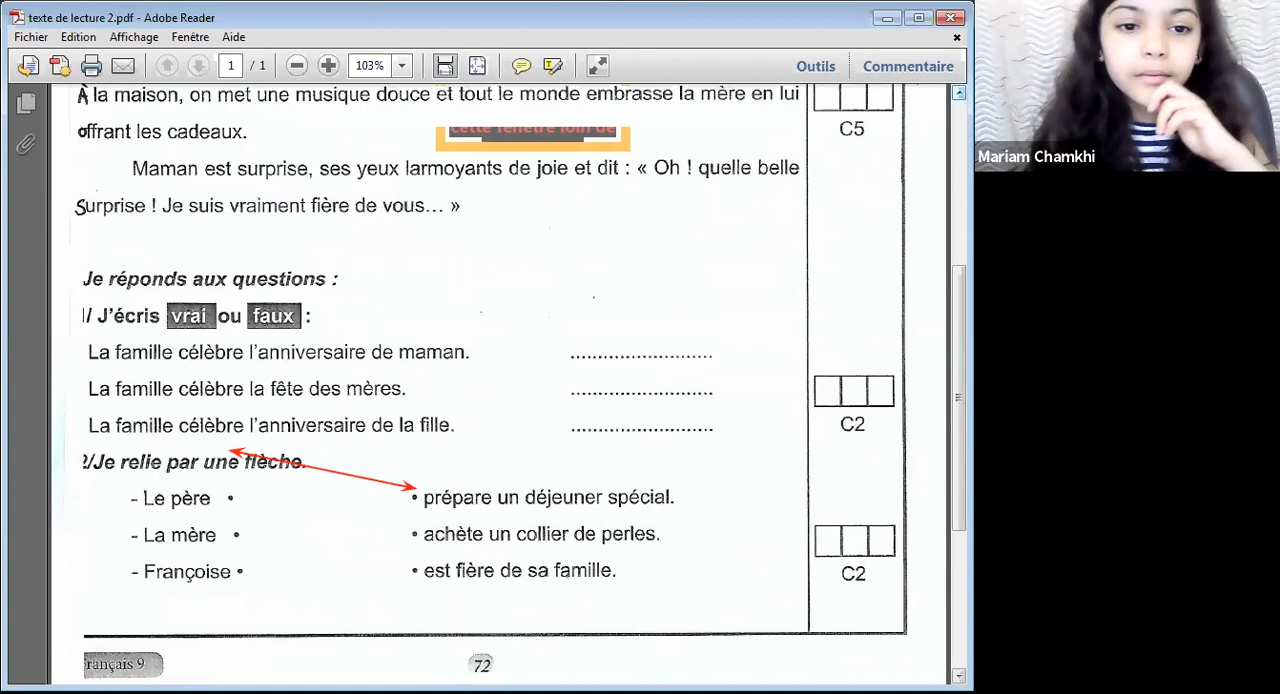 texte de lecture 2.pdf - Adobe Reader
Fichier Edition Affichage Fenêtre Aide
1 / 1 103% Outils Commentaire
À la maison, on met une musique douce et tout le monde embrasse la mère en lui
offrant les cadeaux.
cette fenêtre loin de
C5
Mariam Chamkhi
Maman est surprise, ses yeux larmoyants de joie et dit : « Oh ! quelle belle
Surprise ! Je suis vraiment fière de vous... »
Je réponds aux questions :
1/ J'écris vrai ou faux :
La famille célèbre l'anniversaire de maman. ..........................
La famille célèbre la fête des mères. ..........................
La famille célèbre l'anniversaire de la fille. ..........................
C2
2/Je relie par une flèche.
- Le père • • prépare un déjeuner spécial.
- La mère • • achète un collier de perles.
- Françoise • • est fière de sa famille.
C2
rançais 9 72